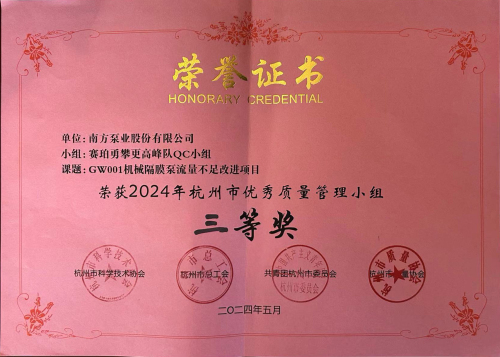 荣誉证书
HONORARY CREDENTIAL
单位: 南方泵业股份有限公司
小组: 赛珀勇攀更高峰队QC小组
课题: GW001机械隔膜泵流量不足改进项目
荣获2024年杭州市优秀质量管理小组
三等奖
杭州市科学技术协会 杭州市总工会 共青团杭州市委员会 杭州市质量协会
二〇二四年五月